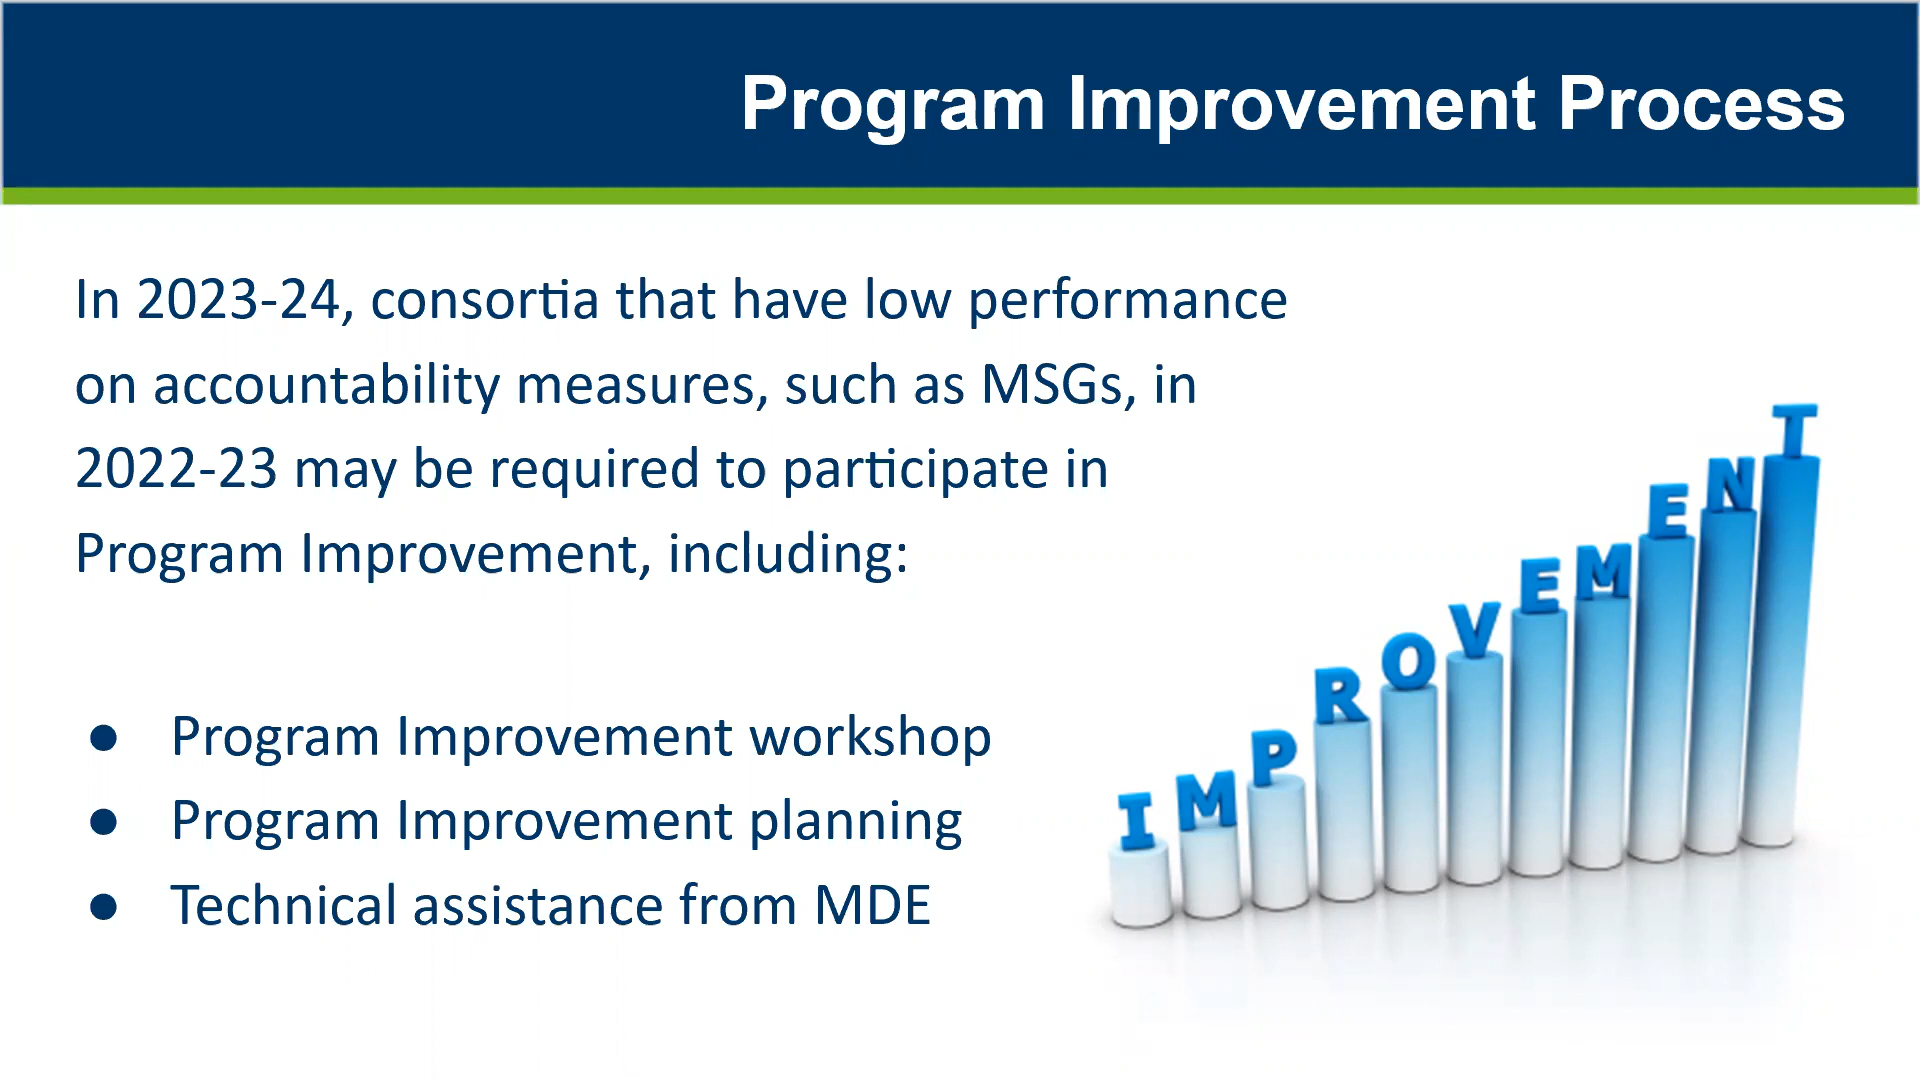 Program Improvement Process
In 2023-24, consortia that have low performance
on accountability measures, such as MSGs, in
2022-23 may be required to participate in
Program Improvement, including:
● Program Improvement workshop
● Program Improvement planning
● Technical assistance from MDE
IMPROVEMENT